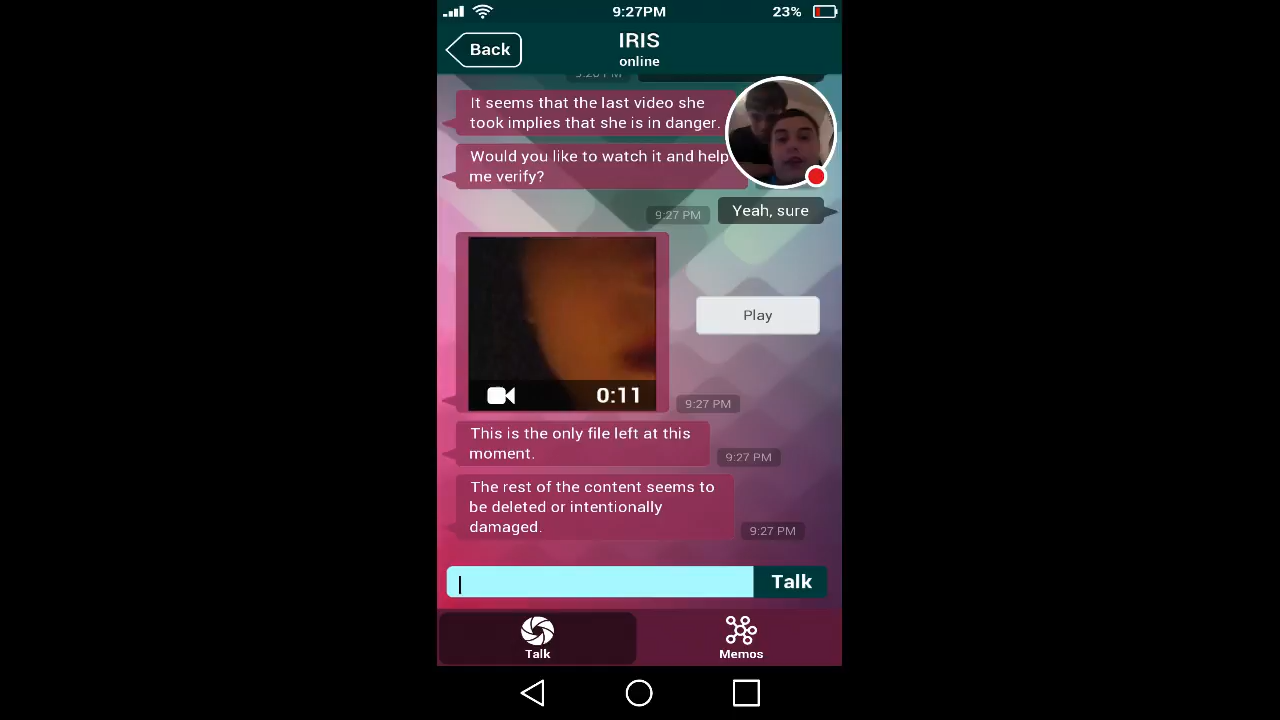 9:27PM
23%
Back
IRIS
online
It seems that the last video she
took implies that she is in danger.
Would you like to watch it and help
me verify?
9:27 PM
Yeah, sure
Play
0:11
9:27 PM
This is the only file left at this
moment.
9:27 PM
The rest of the content seems to
be deleted or intentionally
damaged.
9:27 PM
Talk
Talk
Memos